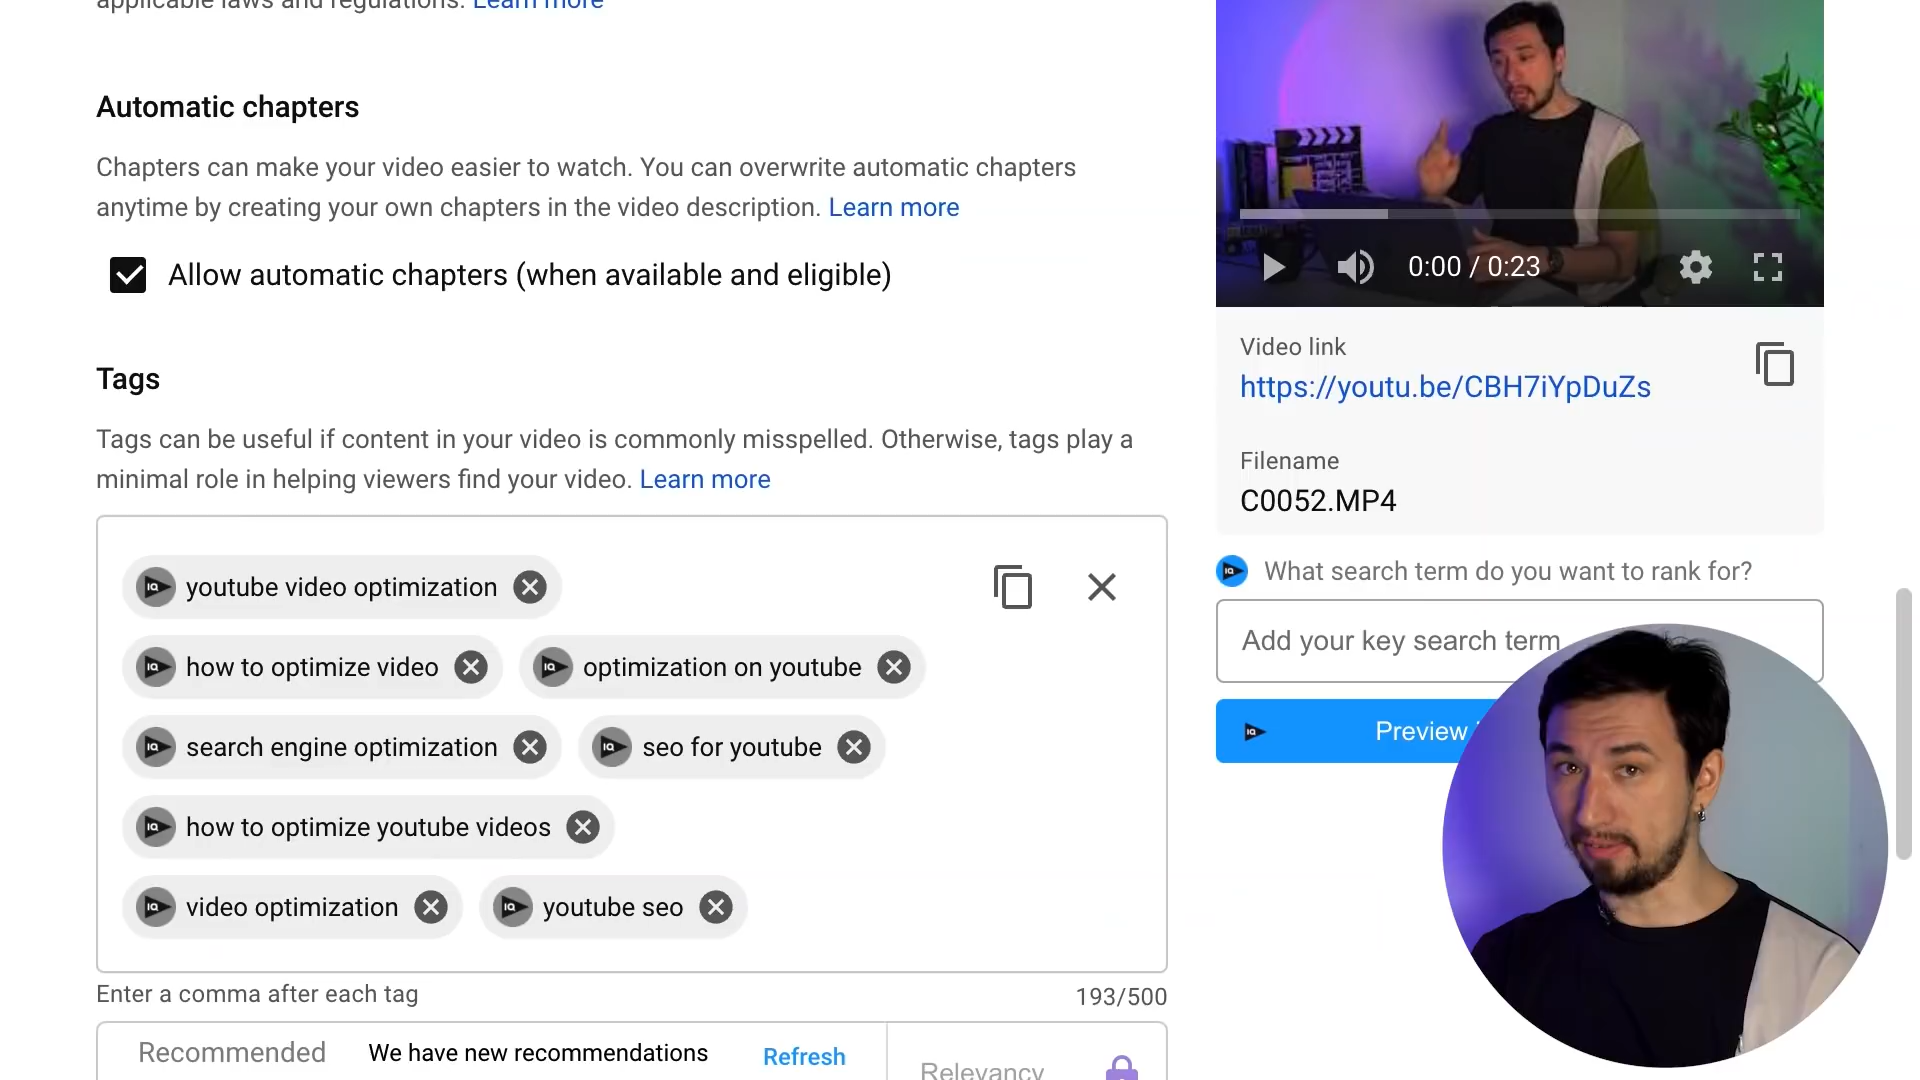 applicable laws and regulations. Learn more
Automatic chapters
Chapters can make your video easier to watch. You can overwrite automatic chapters
anytime by creating your own chapters in the video description. Learn more
Allow automatic chapters (when available and eligible)
Tags
Tags can be useful if content in your video is commonly misspelled. Otherwise, tags play a
minimal role in helping viewers find your video. Learn more
youtube video optimization
how to optimize video
optimization on youtube
search engine optimization
seo for youtube
how to optimize youtube videos
video optimization
youtube seo
Enter a comma after each tag
193/500
Recommended
We have new recommendations
Refresh
Relevancy
0:00 / 0:23
Video link
https://youtu.be/CBH7iYpDuZs
Filename
C0052.MP4
What search term do you want to rank for?
Add your key search term
Preview